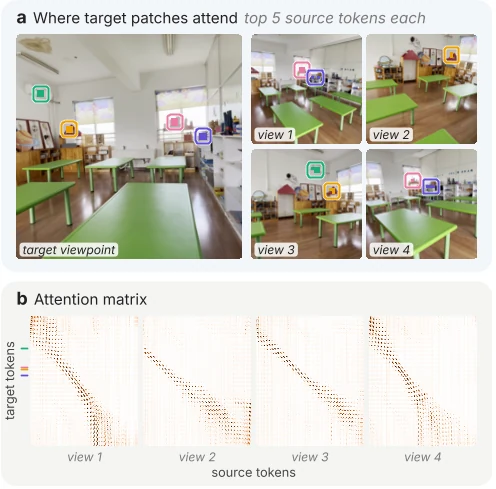 a Where target patches attend top 5 source tokens each
target viewpoint
view 1
view 2
view 3
view 4
b Attention matrix
target tokens
view 1
view 2
view 3
view 4
source tokens